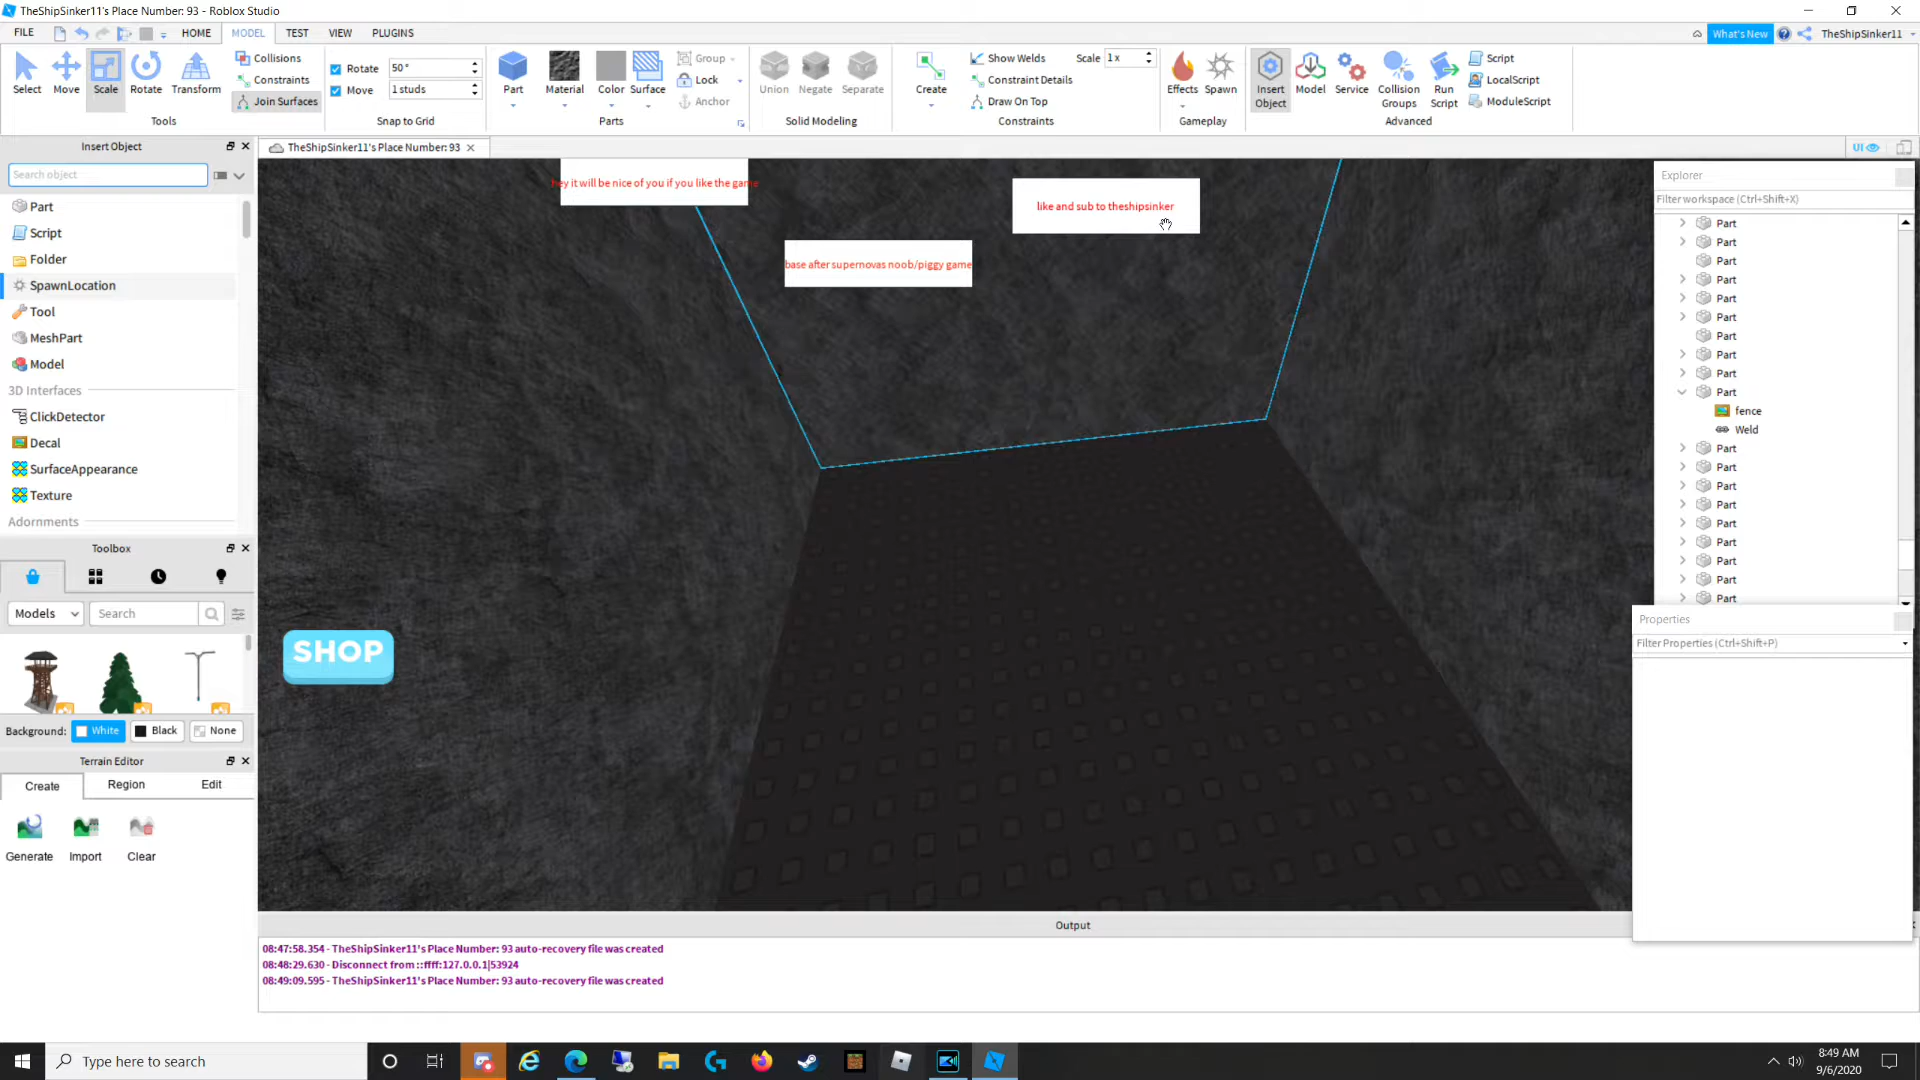 TheShipSinker11's Place Number: 93 - Roblox Studio
FILE HOME MODEL TEST VIEW PLUGINS What's New TheShipSinker11
Select Move Scale Rotate Transform
Collisions
Constraints
Join Surfaces
Tools
Rotate 50 °
Move 1 studs
Snap to Grid
Part Material Color Surface
Group
Lock
Anchor
Parts
Union Negate Separate
Solid Modeling
Create
Show Welds
Constraint Details
Draw On Top
Scale 1 x
Constraints
Effects Spawn
Gameplay
Insert Object
Model Service
Collision Groups
Run Script
Script
LocalScript
ModuleScript
Advanced
Insert Object
Search object
Part
Script
Folder
SpawnLocation
Tool
MeshPart
Model
3D Interfaces
ClickDetector
Decal
SurfaceAppearance
Texture
Adornments
Toolbox
Models Search
Background: White Black None
Terrain Editor
Create Region Edit
Generate Import Clear
TheShipSinker11's Place Number: 93
UI
hey it will be nice of you if you like the game
like and sub to theshipsinker
base after supernovas noob/piggy game
SHOP
Explorer
Filter workspace (Ctrl+Shift+X)
Part
Part
Part
Part
Part
Part
Part
Part
Part
Part
fence
Weld
Part
Part
Part
Part
Part
Part
Part
Part
Part
Properties
Filter Properties (Ctrl+Shift+P)
Output
08:47:58.354 - TheShipSinker11's Place Number: 93 auto-recovery file was created
08:48:29.630 - Disconnect from ::ffff:127.0.0.1|53924
08:49:09.595 - TheShipSinker11's Place Number: 93 auto-recovery file was created
Type here to search
8:49 AM
9/6/2020